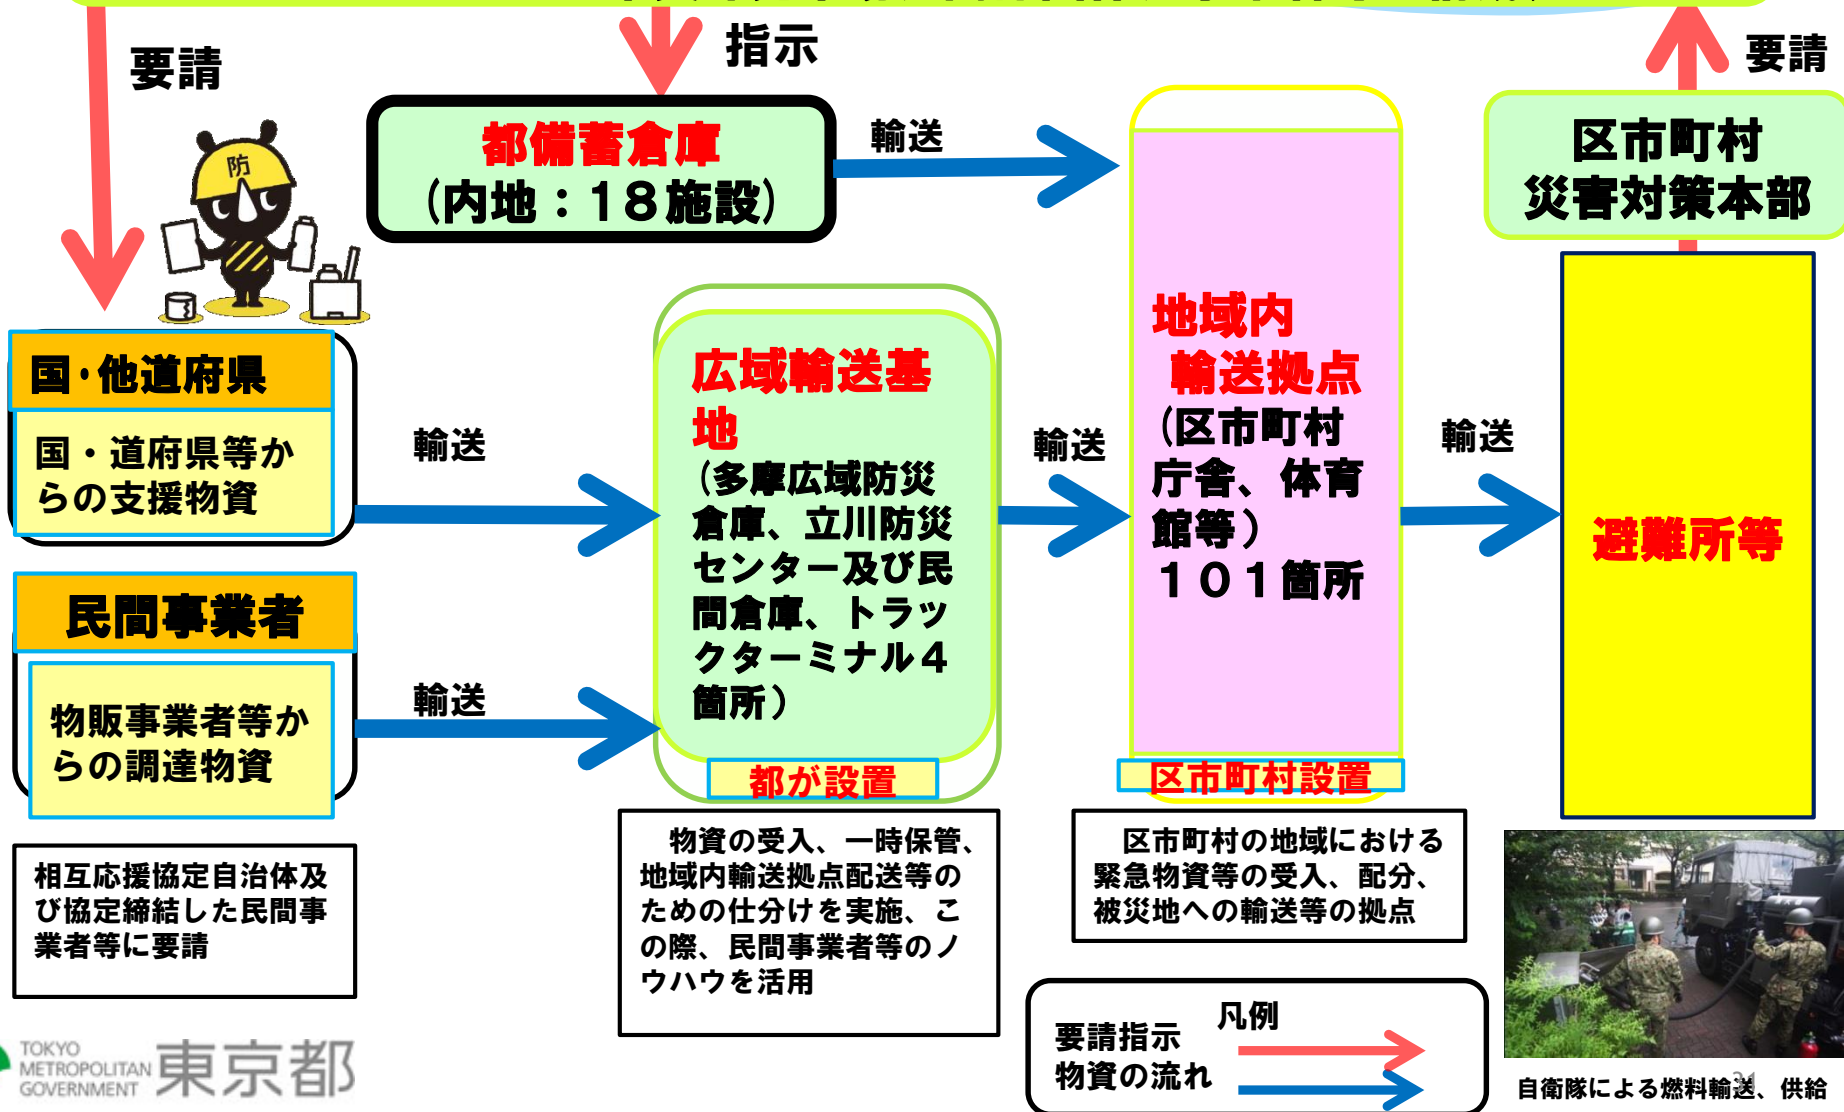 要請
指示
要請
防
都備蓄倉庫
(内地：18施設)
輸送
区市町村
災害対策本部
国・他道府県
国・道府県等か
らの支援物資
輸送
民間事業者
物販事業者等か
らの調達物資
輸送
相互応援協定自治体及
び協定締結した民間事
業者等に要請
広域輸送基
地
(多摩広域防災
倉庫、立川防災
センター及び民
間倉庫、トラッ
クターミナル4
箇所)
都が設置
物資の受入、一時保管、
地域内輸送拠点配送等の
ための仕分けを実施、こ
の際、民間事業者等のノ
ウハウを活用
輸送
地域内
輸送拠点
(区市町村
庁舎、体育
館等)
101箇所
区市町村設置
区市町村の地域における
緊急物資等の受入、配分、
被災地への輸送等の拠点
輸送
避難所等
凡例
要請指示
物資の流れ
自衛隊による燃料輸送、供給
TOKYO
METROPOLITAN
GOVERNMENT
東京都